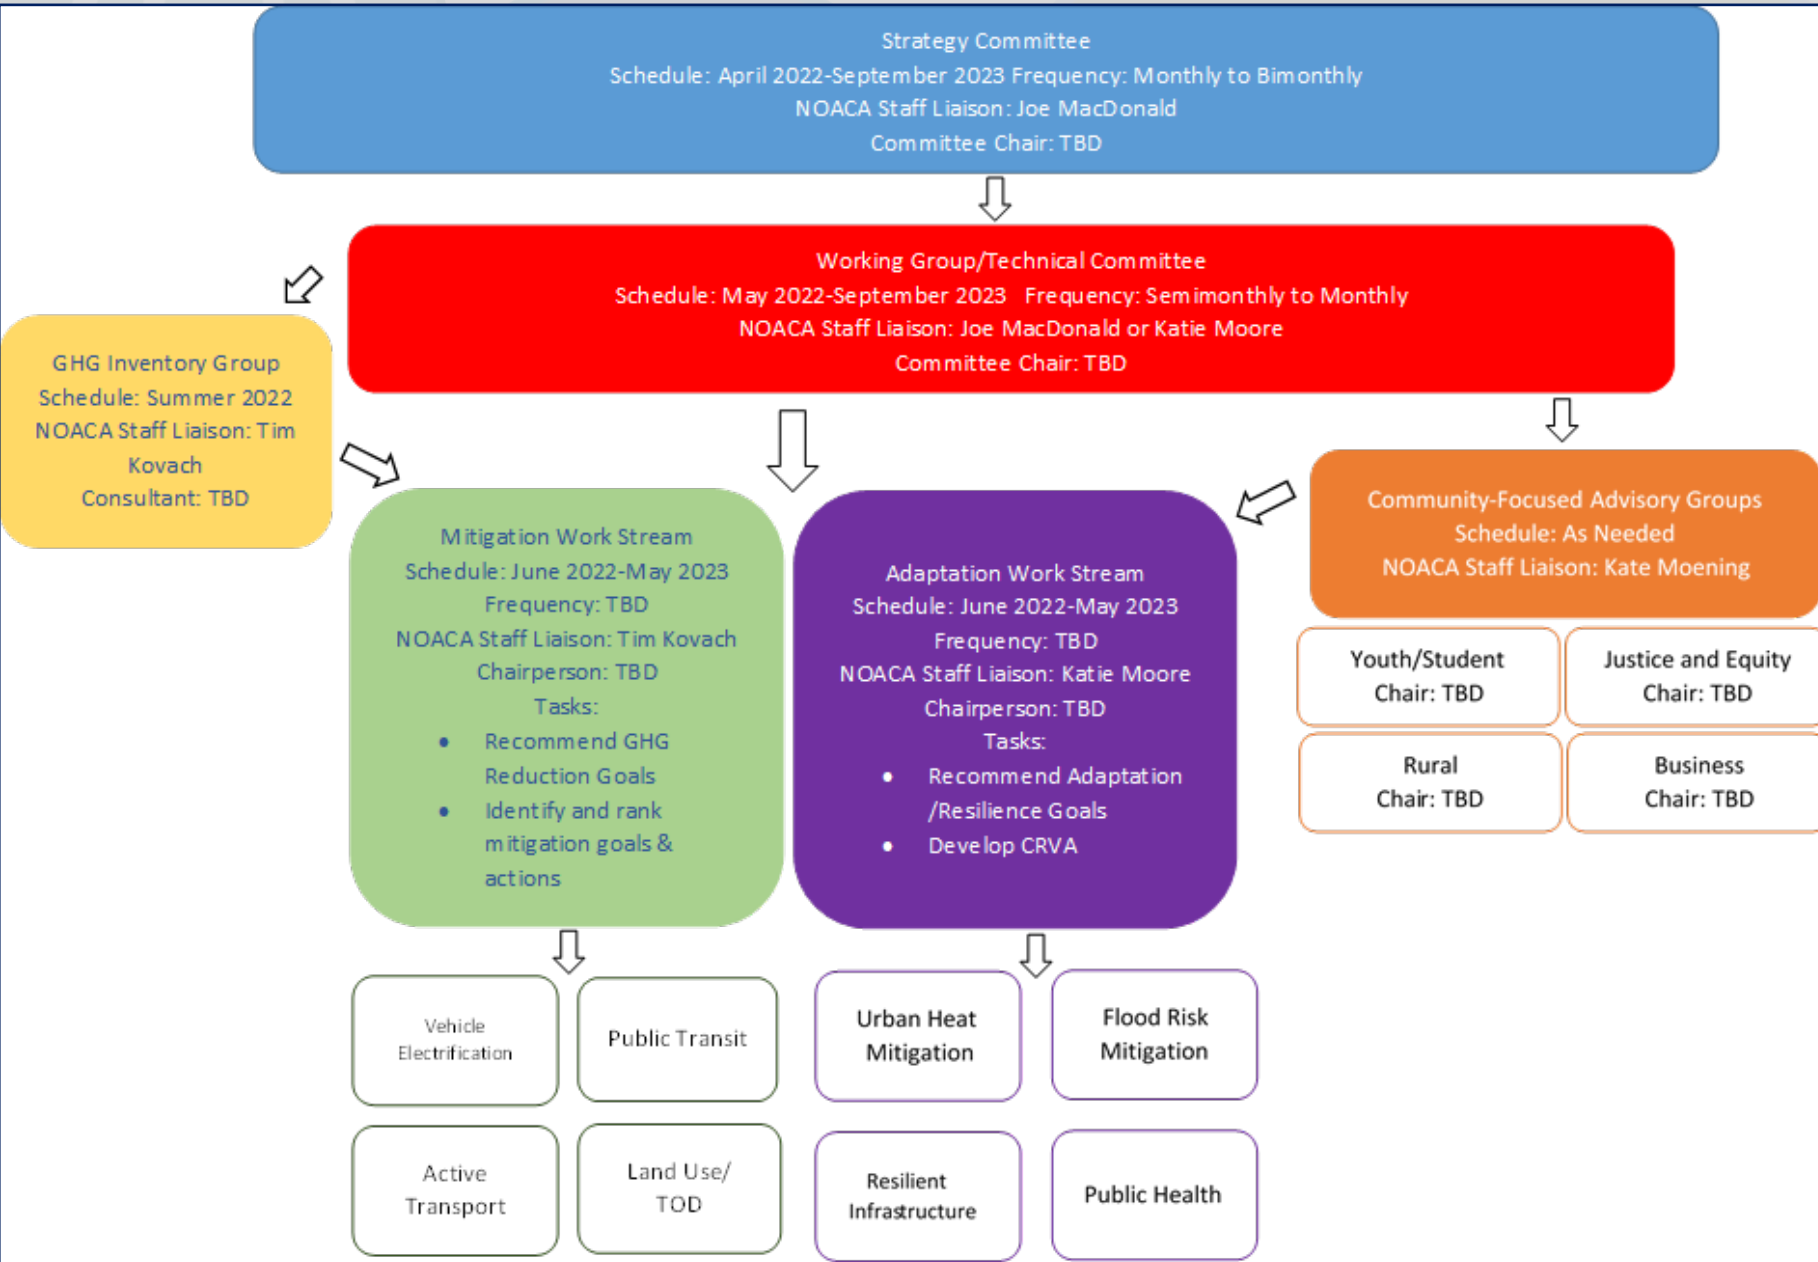 Strategy Committee
Schedule: April 2022-September 2023 Frequency: Monthly to Bimonthly
NOACA Staff Liaison: Joe MacDonald
Committee Chair: TBD
Working Group/Technical Committee
Schedule: May 2022-September 2023 Frequency: Semimonthly to Monthly
NOACA Staff Liaison: Joe MacDonald or Katie Moore
Committee Chair: TBD
GHG Inventory Group
Schedule: Summer 2022
NOACA Staff Liaison: Tim
Kovach
Consultant: TBD
Community-Focused Advisory Groups
Schedule: As Needed
NOACA Staff Liaison: Kate Moening
Mitigation Work Stream
Schedule: June 2022-May 2023
Frequency: TBD
NOACA Staff Liaison: Tim Kovach
Chairperson: TBD
Tasks:
• Recommend GHG
Reduction Goals
• Identify and rank
mitigation goals &
actions
Adaptation Work Stream
Schedule: June 2022-May 2023
Frequency: TBD
NOACA Staff Liaison: Katie Moore
Chairperson: TBD
Tasks:
• Recommend Adaptation
/Resilience Goals
• Develop CRVA
Youth/Student
Chair: TBD
Justice and Equity
Chair: TBD
Rural
Chair: TBD
Business
Chair: TBD
Vehicle
Electrification
Public Transit
Urban Heat
Mitigation
Flood Risk
Mitigation
Active
Transport
Land Use/
TOD
Resilient
Infrastructure
Public Health